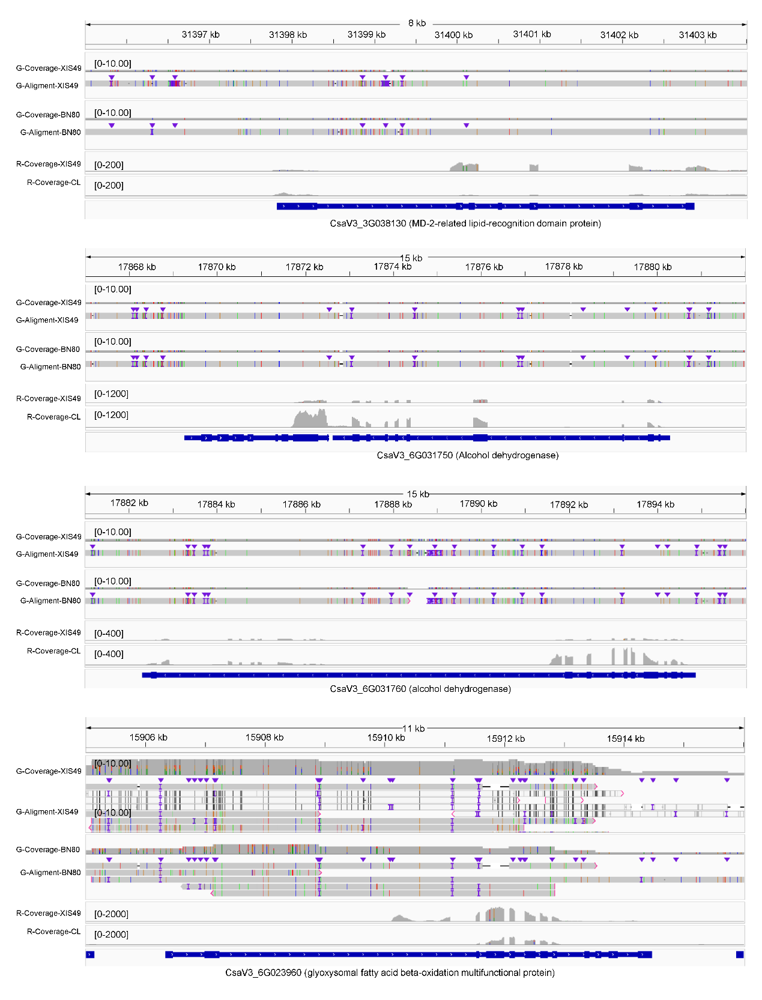 8 kb
31397 kb 31398 kb 31399 kb 31400 kb 31401 kb 31402 kb 31403 kb
G-Coverage-XIS49 [0-10.00]
G-Aligment-XIS49
G-Coverage-BN80 [0-10.00]
G-Aligment-BN80
R-Coverage-XIS49 [0-200]
R-Coverage-CL [0-200]
CsaV3_3G038130 (MD-2-related lipid-recognition domain protein)
15 kb
17868 kb 17870 kb 17872 kb 17874 kb 17876 kb 17878 kb 17880 kb
[0-10.00]
G-Coverage-XIS49
G-Aligment-XIS49
[0-10.00]
G-Coverage-BN80
G-Aligment-BN80
R-Coverage-XIS49 [0-1200]
R-Coverage-CL [0-1200]
CsaV3_6G031750 (Alcohol dehydrogenase)
15 kb
17882 kb 17884 kb 17886 kb 17888 kb 17890 kb 17892 kb 17894 kb
G-Coverage-XIS49 [0-10.00]
G-Aligment-XIS49
G-Coverage-BN80 [0-10.00]
G-Aligment-BN80
R-Coverage-XIS49 [0-400]
R-Coverage-CL [0-400]
CsaV3_6G031760 (alcohol dehydrogenase)
11 kb
15906 kb 15908 kb 15910 kb 15912 kb 15914 kb
[0-10.00]
G-Coverage-XIS49
G-Aligment-XIS49 [0-10.00]
G-Coverage-BN80
G-Aligment-BN80
R-Coverage-XIS49 [0-2000]
R-Coverage-CL [0-2000]
CsaV3_6G023960 (glyoxysomal fatty acid beta-oxidation multifunctional protein)